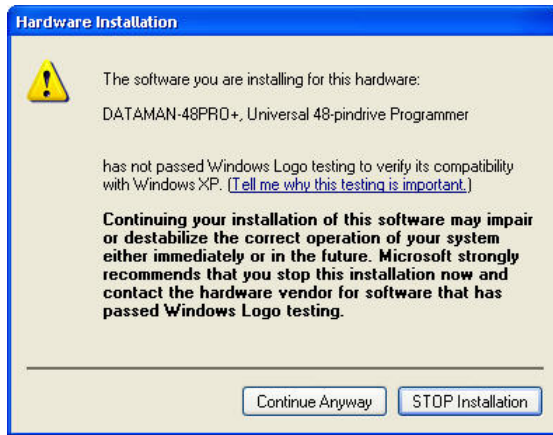 Hardware Installation
The software you are installing for this hardware:
DATAMAN-48PRO+, Universal 48-pindrive Programmer
has not passed Windows Logo testing to verify its compatibility
with Windows XP. (Tell me why this testing is important.)
Continuing your installation of this software may impair
or destabilize the correct operation of your system
either immediately or in the future. Microsoft strongly
recommends that you stop this installation now and
contact the hardware vendor for software that has
passed Windows Logo testing.
Continue Anyway
STOP Installation